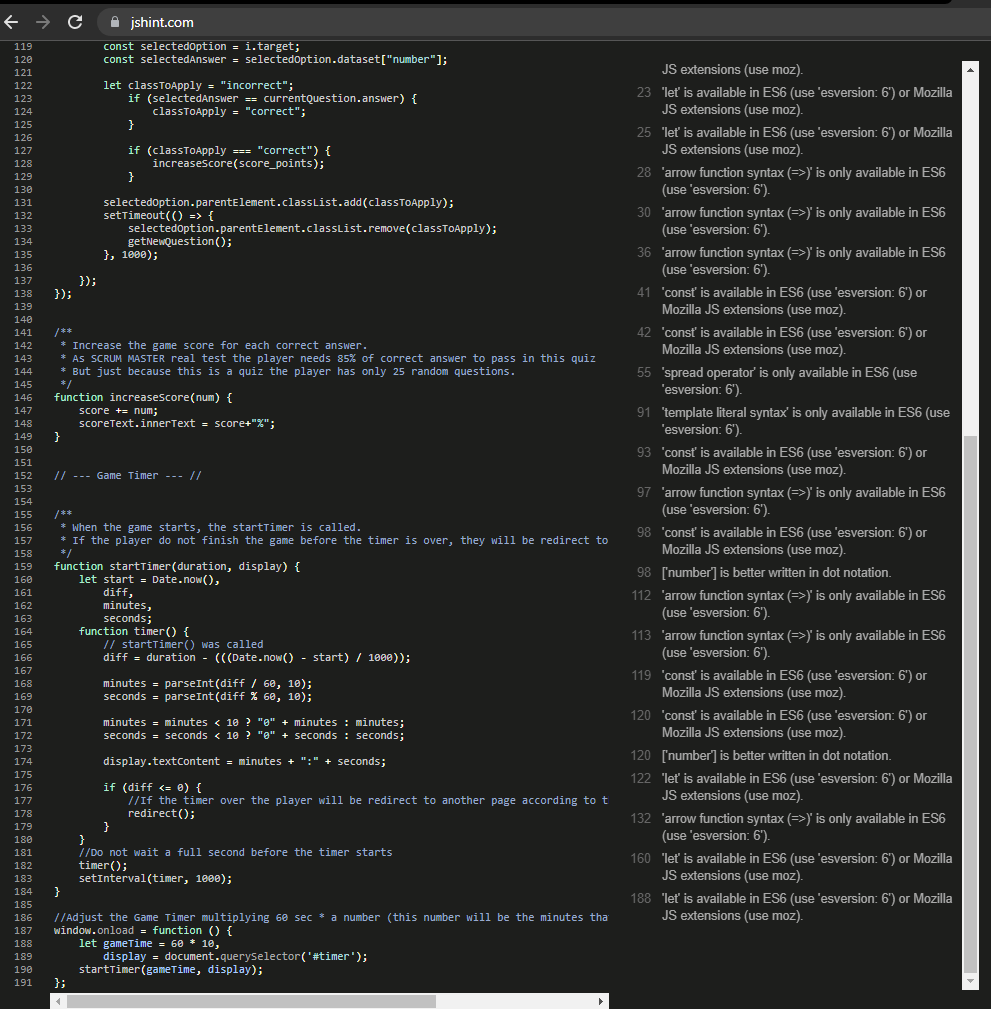 jshint.com
119 const selectedOption = i.target;
120 const selectedAnswer = selectedOption.dataset["number"];
121
122 let classToApply = "incorrect";
123 if (selectedAnswer == currentQuestion.answer) {
124 classToApply = "correct";
125 }
126
127 if (classToApply === "correct") {
128 increaseScore(score_points);
129 }
130
131 selectedOption.parentElement.classList.add(classToApply);
132 setTimeout(() => {
133 selectedOption.parentElement.classList.remove(classToApply);
134 getNewQuestion();
135 }, 1000);
136
137 });
138 });
139
140
141 /**
142 * Increase the game score for each correct answer.
143 * As SCRUM MASTER real test the player needs 85% of correct answer to pass in this quiz
144 * But just because this is a quiz the player has only 25 random questions.
145 */
146 function increaseScore(num) {
147 score += num;
148 scoreText.innerText = score+"%";
149 }
150
151
152 // --- Game Timer --- //
153
154
155 /**
156 * When the game starts, the startTimer is called.
157 * If the player do not finish the game before the timer is over, they will be redirect to
158 */
159 function startTimer(duration, display) {
160 let start = Date.now(),
161 diff,
162 minutes,
163 seconds;
164 function timer() {
165 // startTimer() was called
166 diff = duration - (((Date.now() - start) / 1000));
167
168 minutes = parseInt(diff / 60, 10);
169 seconds = parseInt(diff % 60, 10);
170
171 minutes = minutes < 10 ? "0" + minutes : minutes;
172 seconds = seconds < 10 ? "0" + seconds : seconds;
173
174 display.textContent = minutes + ":" + seconds;
175
176 if (diff <= 0) {
177 //If the timer over the player will be redirect to another page according to t
178 redirect();
179 }
180 }
181 //Do not wait a full second before the timer starts
182 timer();
183 setInterval(timer, 1000);
184 }
185
186 //Adjust the Game Timer multiplying 60 sec * a number (this number will be the minutes tha
187 window.onload = function () {
188 let gameTime = 60 * 10,
189 display = document.querySelector('#timer');
190 startTimer(gameTime, display);
191 };
JS extensions (use moz).
23 'let' is available in ES6 (use 'esversion: 6') or Mozilla
JS extensions (use moz).
25 'let' is available in ES6 (use 'esversion: 6') or Mozilla
JS extensions (use moz).
28 'arrow function syntax (=>)' is only available in ES6
(use 'esversion: 6').
30 'arrow function syntax (=>)' is only available in ES6
(use 'esversion: 6').
36 'arrow function syntax (=>)' is only available in ES6
(use 'esversion: 6').
41 'const' is available in ES6 (use 'esversion: 6') or
Mozilla JS extensions (use moz).
42 'const' is available in ES6 (use 'esversion: 6') or
Mozilla JS extensions (use moz).
55 'spread operator' is only available in ES6 (use
'esversion: 6').
91 'template literal syntax' is only available in ES6 (use
'esversion: 6').
93 'const' is available in ES6 (use 'esversion: 6') or
Mozilla JS extensions (use moz).
97 'arrow function syntax (=>)' is only available in ES6
(use 'esversion: 6').
98 'const' is available in ES6 (use 'esversion: 6') or
Mozilla JS extensions (use moz).
98 ['number'] is better written in dot notation.
112 'arrow function syntax (=>)' is only available in ES6
(use 'esversion: 6').
113 'arrow function syntax (=>)' is only available in ES6
(use 'esversion: 6').
119 'const' is available in ES6 (use 'esversion: 6') or
Mozilla JS extensions (use moz).
120 'const' is available in ES6 (use 'esversion: 6') or
Mozilla JS extensions (use moz).
120 ['number'] is better written in dot notation.
122 'let' is available in ES6 (use 'esversion: 6') or Mozilla
JS extensions (use moz).
132 'arrow function syntax (=>)' is only available in ES6
(use 'esversion: 6').
160 'let' is available in ES6 (use 'esversion: 6') or Mozilla
JS extensions (use moz).
188 'let' is available in ES6 (use 'esversion: 6') or Mozilla
JS extensions (use moz).